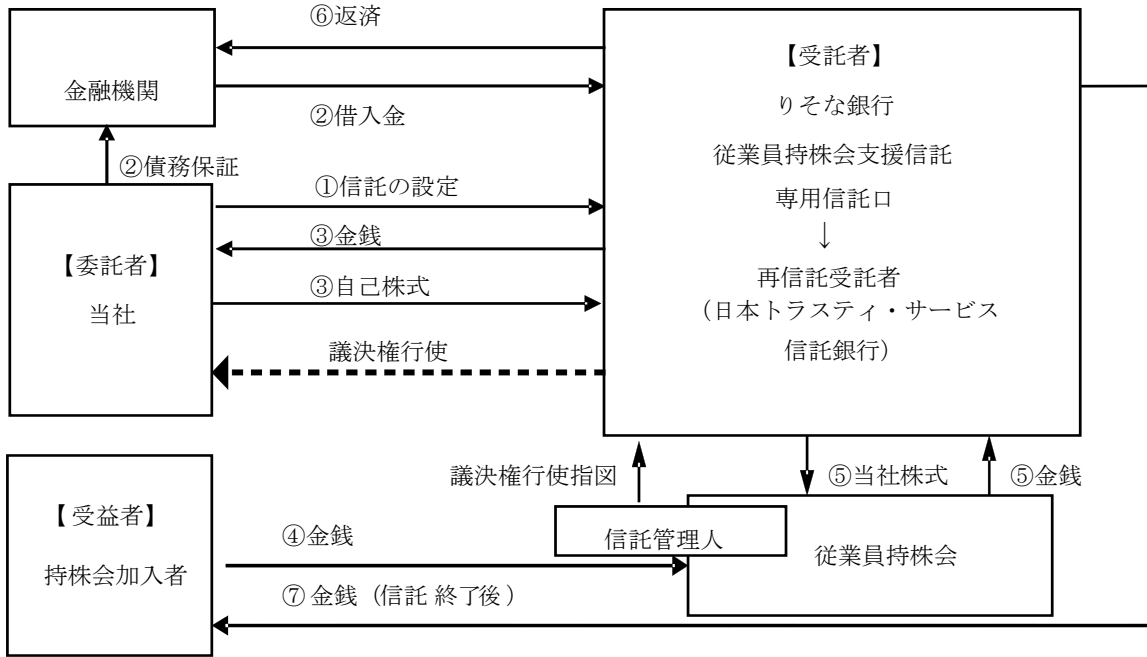 ⑥返済
金融機関
②借入金
②債務保証
①信託の設定
③金銭
③自己株式
議決権行使
【委託者】
当社
【受託者】
りそな銀行
従業員持株会支援信託
専用信託口
↓
再信託受託者
(日本トラスティ・サービス
信託銀行)
議決権行使指図
⑤当社株式
⑤金銭
【受益者】
持株会加入者
④金銭
信託管理人
従業員持株会
⑦金銭(信託終了後)